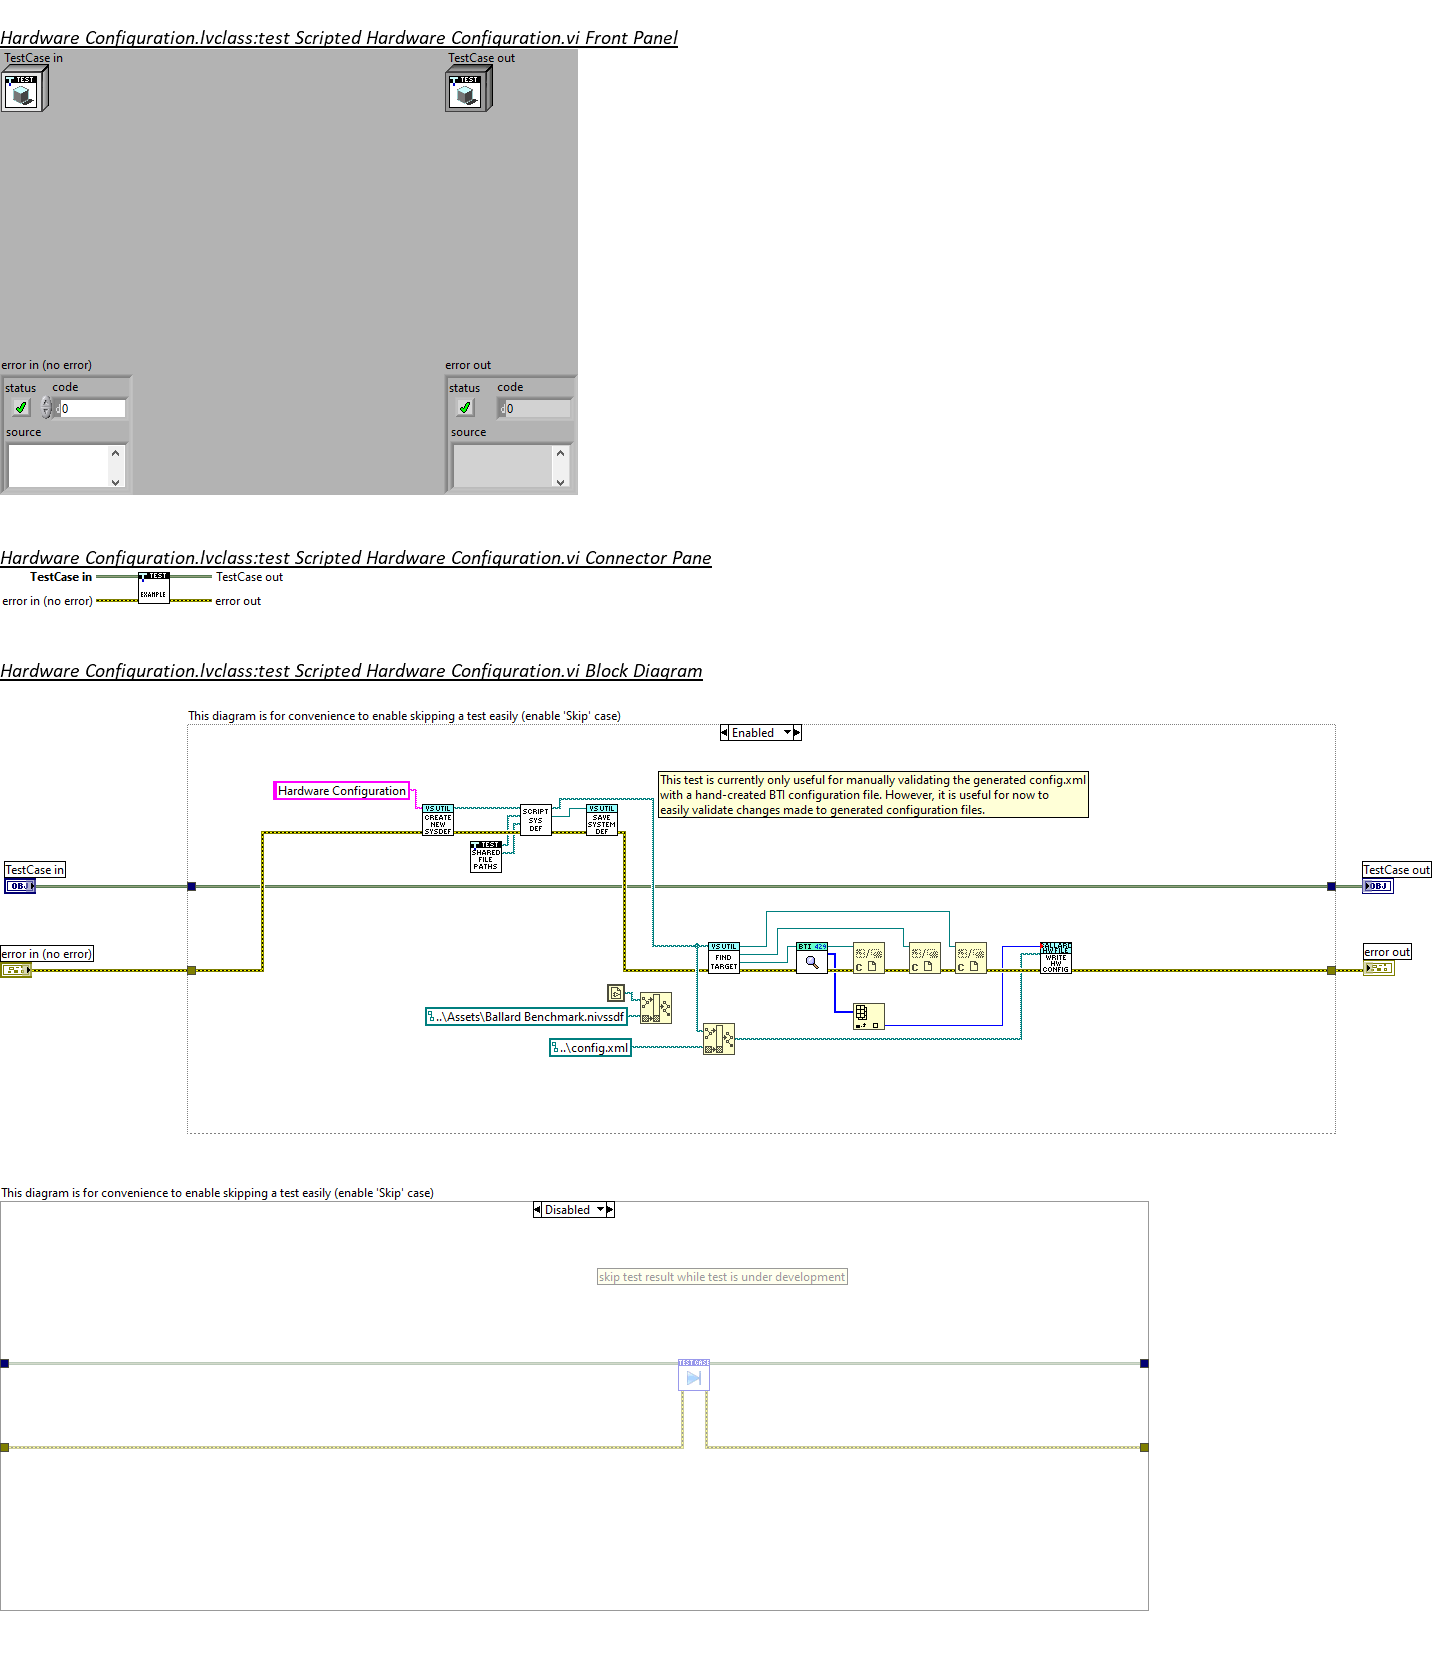 Hardware Configuration.lvclass:test Scripted Hardware Configuration.vi Front Panel
TestCase in
TestCase out
TEST
TEST
error in (no error)
error out
status
code
status
code
d
0
d
0
source
source
Hardware Configuration.lvclass:test Scripted Hardware Configuration.vi Connector Pane
TestCase in
TEST
TestCase out
error in (no error)
EXAMPLE
error out
Hardware Configuration.lvclass:test Scripted Hardware Configuration.vi Block Diagram
This diagram is for convenience to enable skipping a test easily (enable 'Skip' case)
Enabled
This test is currently only useful for manually validating the generated config.xml
with a hand-created BTI configuration file. However, it is useful for now to
easily validate changes made to generated configuration files.
Hardware Configuration
VS UTIL
CREATE
NEW
SYSDEF
SCRIPT
SYS
DEF
VS UTIL
SAVE
SYSTEM
DEF
TEST
SHARED
FILE
PATHS
TestCase in
OBJ
TestCase out
OBJ
error in (no error)
error out
VS UTIL
FIND
TARGET
BTI 429
C
C
C
BALLARD
HWFILE
WRITE
HW
CONFIG
..\Assets\Ballard Benchmark.nivssdf
..\config.xml
This diagram is for convenience to enable skipping a test easily (enable 'Skip' case)
Disabled
skip test result while test is under development
TEST CASE